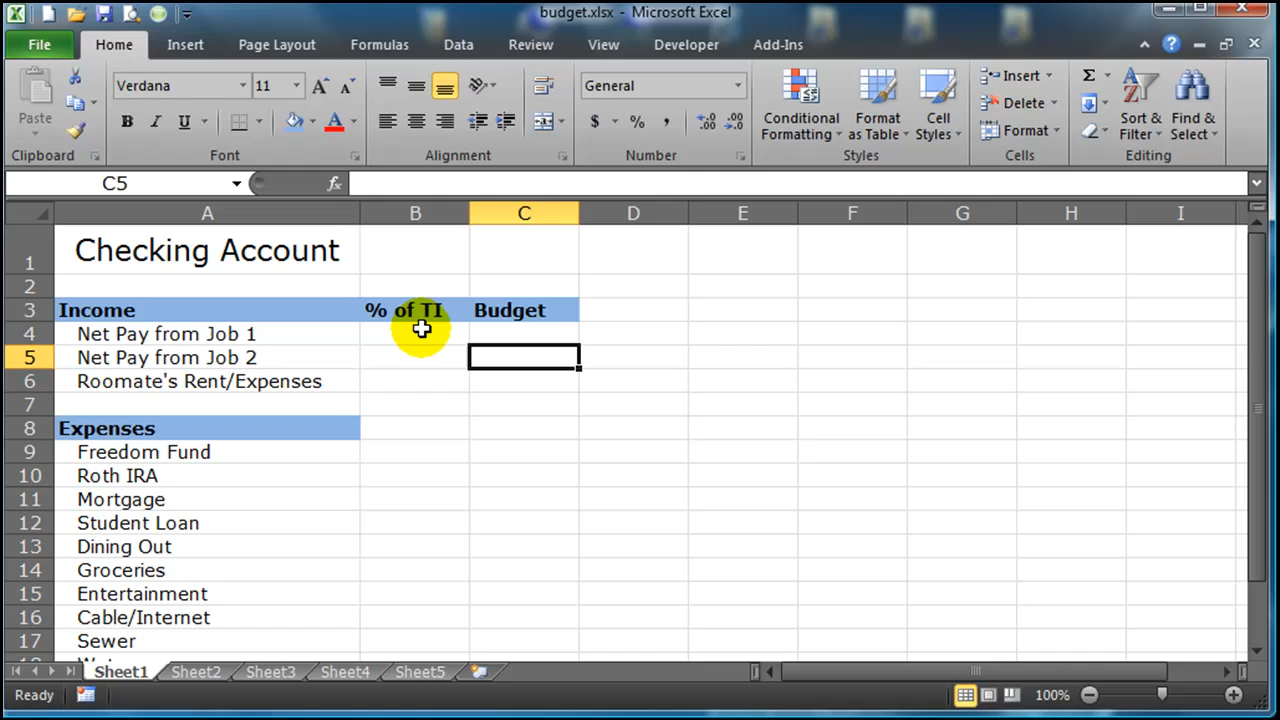 budget.xlsx - Microsoft Excel
File Home Insert Page Layout Formulas Data Review View Developer Add-Ins
Paste
Clipboard
Verdana 11
B I U A
Font
Alignment
General
$ % ,
Number
Conditional Formatting
Format as Table
Cell Styles
Styles
Insert
Delete
Format
Cells
Σ
Sort & Filter
Find & Select
Editing
C5 fx
A B C D E F G H I
1 Checking Account
2
3 Income % of TI Budget
4 Net Pay from Job 1
5 Net Pay from Job 2
6 Roomate's Rent/Expenses
7
8 Expenses
9 Freedom Fund
10 Roth IRA
11 Mortgage
12 Student Loan
13 Dining Out
14 Groceries
15 Entertainment
16 Cable/Internet
17 Sewer
Sheet1 Sheet2 Sheet3 Sheet4 Sheet5
Ready 100%